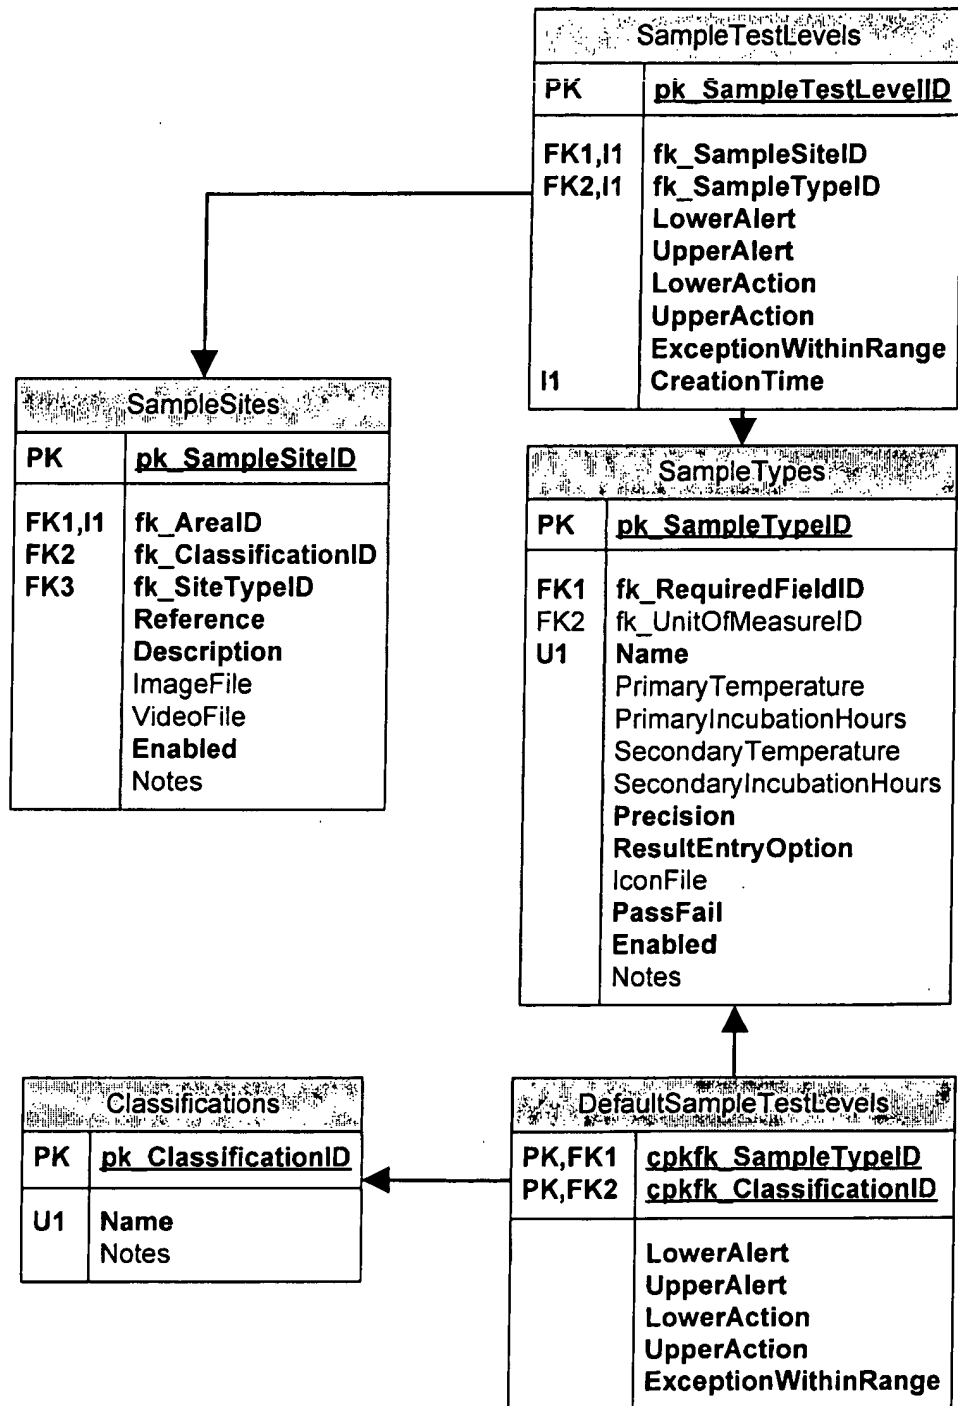 SampleTestLevels
PK pk_SampleTestLevelID
FK1,I1 fk_SampleSiteID
FK2,I1 fk_SampleTypeID
LowerAlert
UpperAlert
LowerAction
UpperAction
ExceptionWithinRange
I1 CreationTime
SampleSites
PK pk_SampleSiteID
FK1,I1 fk_AreaID
FK2 fk_ClassificationID
FK3 fk_SiteTypeID
Reference
Description
ImageFile
VideoFile
Enabled
Notes
SampleTypes
PK pk_SampleTypeID
FK1 fk_RequiredFieldID
FK2 fk_UnitOfMeasureID
U1 Name
PrimaryTemperature
PrimaryIncubationHours
SecondaryTemperature
SecondaryIncubationHours
Precision
ResultEntryOption
IconFile
PassFail
Enabled
Notes
Classifications
PK pk_ClassificationID
U1 Name
Notes
DefaultSampleTestLevels
PK,FK1 cpkfk_SampleTypeID
PK,FK2 cpkfk_ClassificationID
LowerAlert
UpperAlert
LowerAction
UpperAction
ExceptionWithinRange